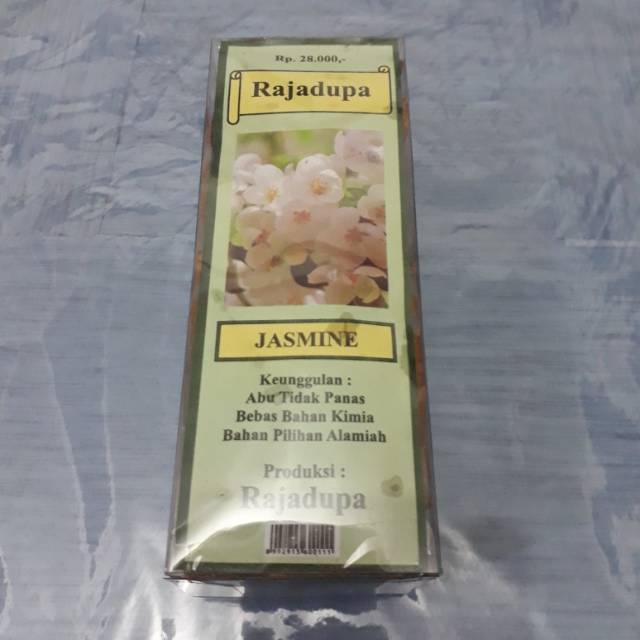 Rp. 28.000,-
Rajadupa
JASMINE
Keunggulan :
Abu Tidak Panas
Bebas Bahan Kimia
Bahan Pilihan Alamiah
Produksi :
Rajadupa